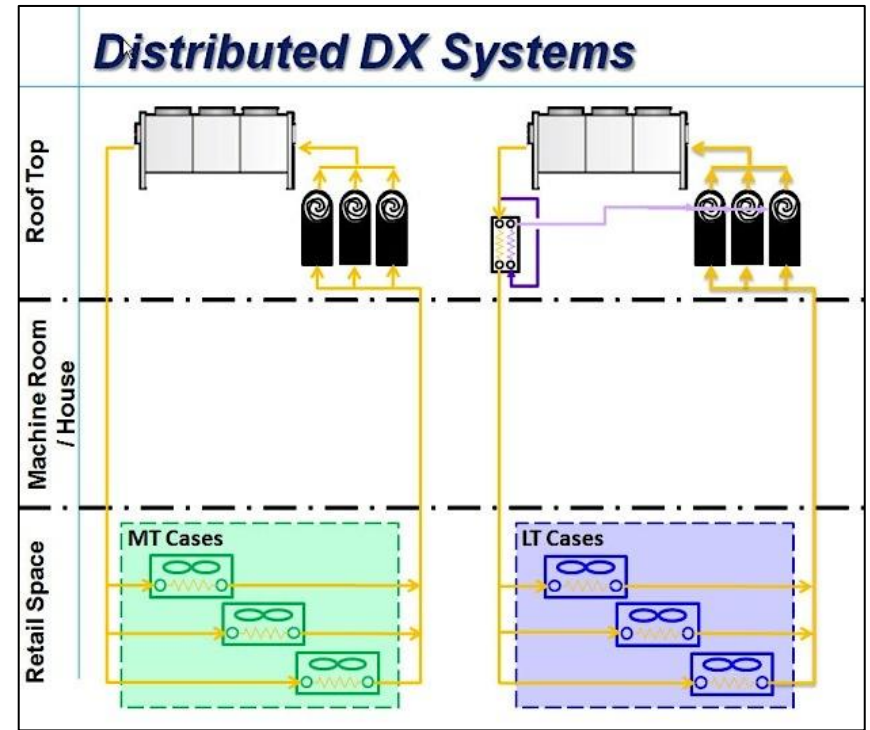 Distributed DX Systems
Roof Top
Machine Room
/ House
Retail Space
MT Cases
LT Cases